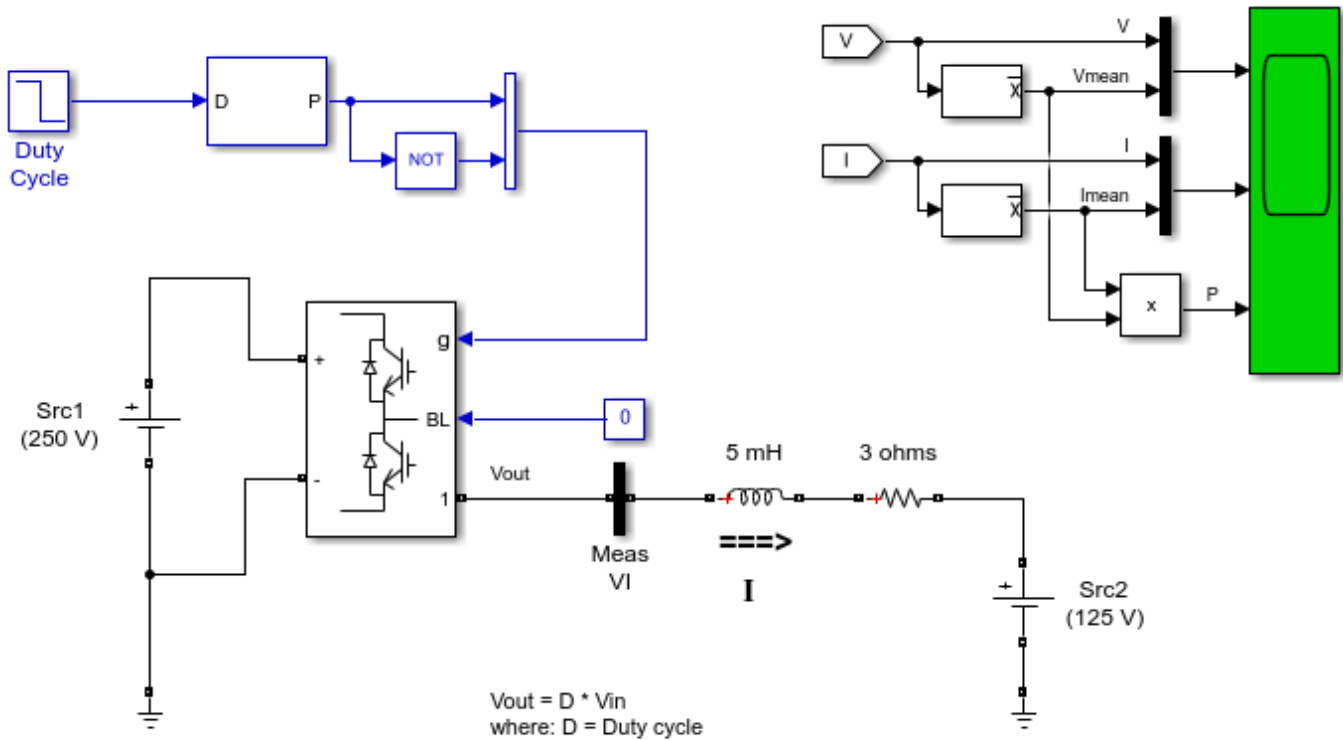 Duty
Cycle
D
P
NOT
V
V
Vmean
X
I
I
Imean
X
x
P
Src1
(250 V)
+
+
-
g
BL
1
0
Vout
Meas
VI
5 mH
+
===>
I
3 ohms
+
+
Src2
(125 V)
Vout = D * Vin
where: D = Duty cycle